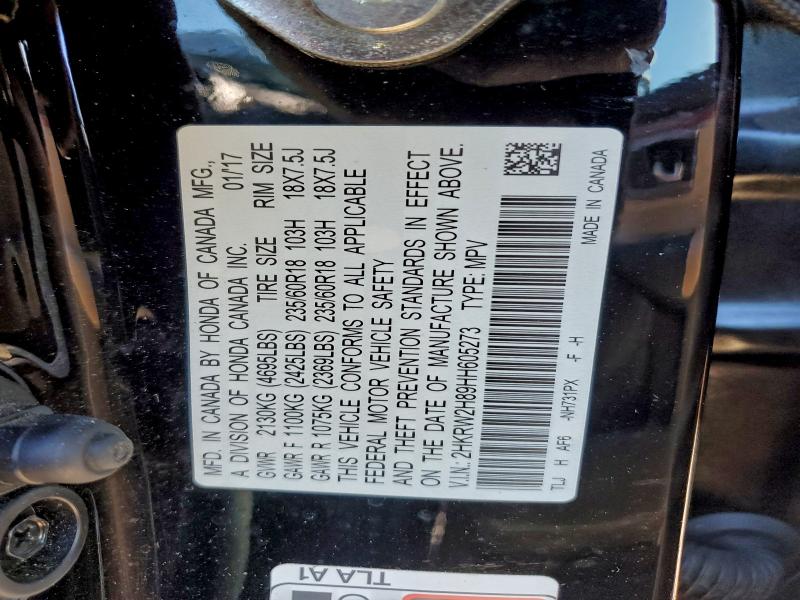 MFD. IN CANADA BY HONDA OF CANADA MFG.,
A DIVISION OF HONDA CANADA INC. 01/17
GVWR 2130KG (4695LBS) TIRE SIZE RIM SIZE
GAWR F 1100KG (2425LBS) 235/60R18 103H 18X7.5J
GAWR R 1075KG (2369LBS) 235/60R18 103H 18X7.5J
THIS VEHICLE CONFORMS TO ALL APPLICABLE
FEDERAL MOTOR VEHICLE SAFETY
AND THEFT PREVENTION STANDARDS IN EFFECT
ON THE DATE OF MANUFACTURE SHOWN ABOVE.
V.I.N.: 2HKRW2H89HH605273 TYPE: MPV
TLJ H AF6 -NH731PX -F -H MADE IN CANADA
TLA A1